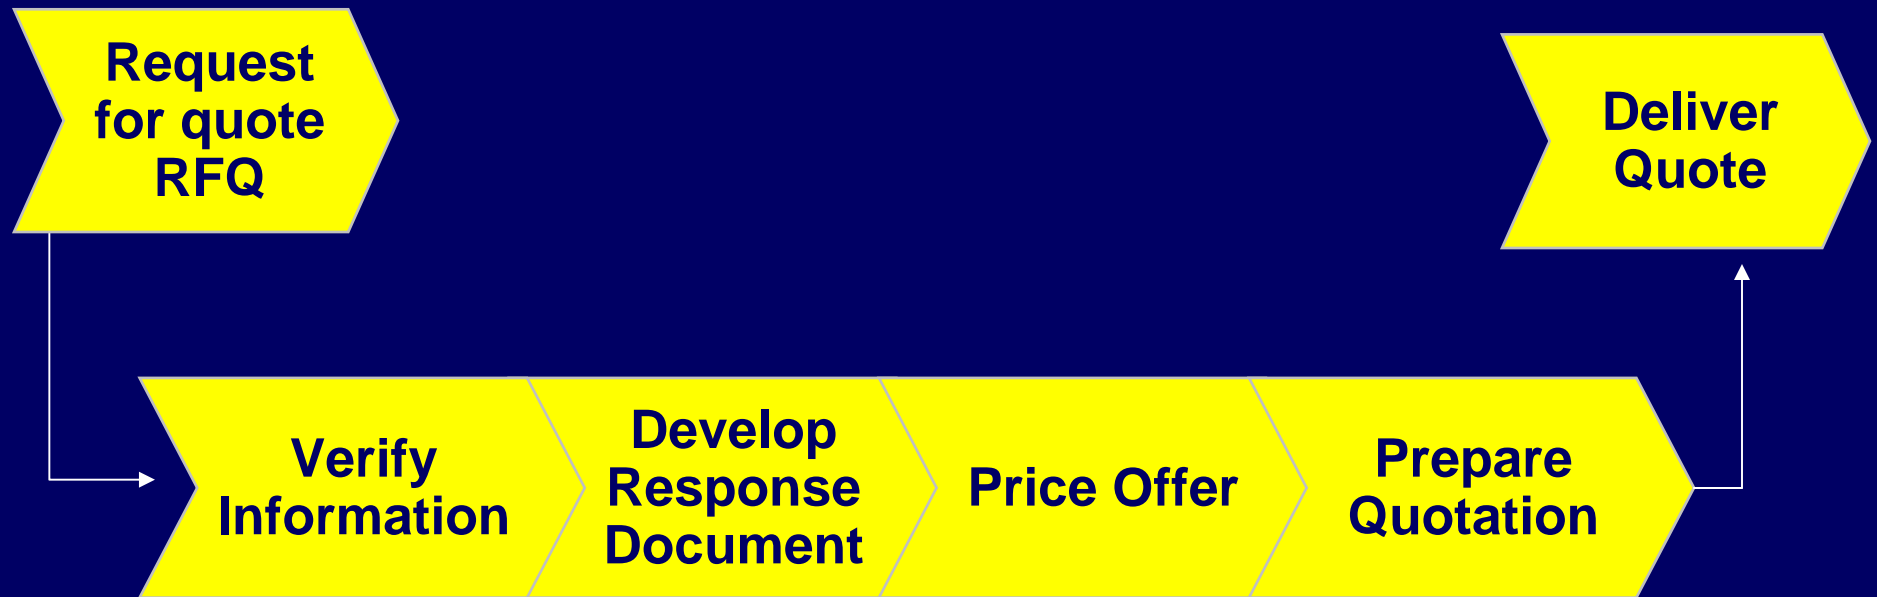 Request
for quote
RFQ
Deliver
Quote
Verify
Information
Develop
Response
Document
Price Offer
Prepare
Quotation